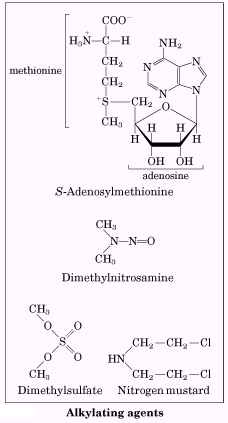 COO⁻
H₃N⁺—C—H
CH₂
CH₂
methionine
S⁺—CH₂
CH₃
NH₂
N
N
N
N
O
H
H
H
H
OH OH
adenosine
S-Adenosylmethionine
CH₃
N—N=O
CH₃
Dimethylnitrosamine
CH₃
O
O
S
O
O
CH₃
Dimethylsulfate
CH₂—CH₂—Cl
HN
CH₂—CH₂—Cl
Nitrogen mustard
Alkylating agents